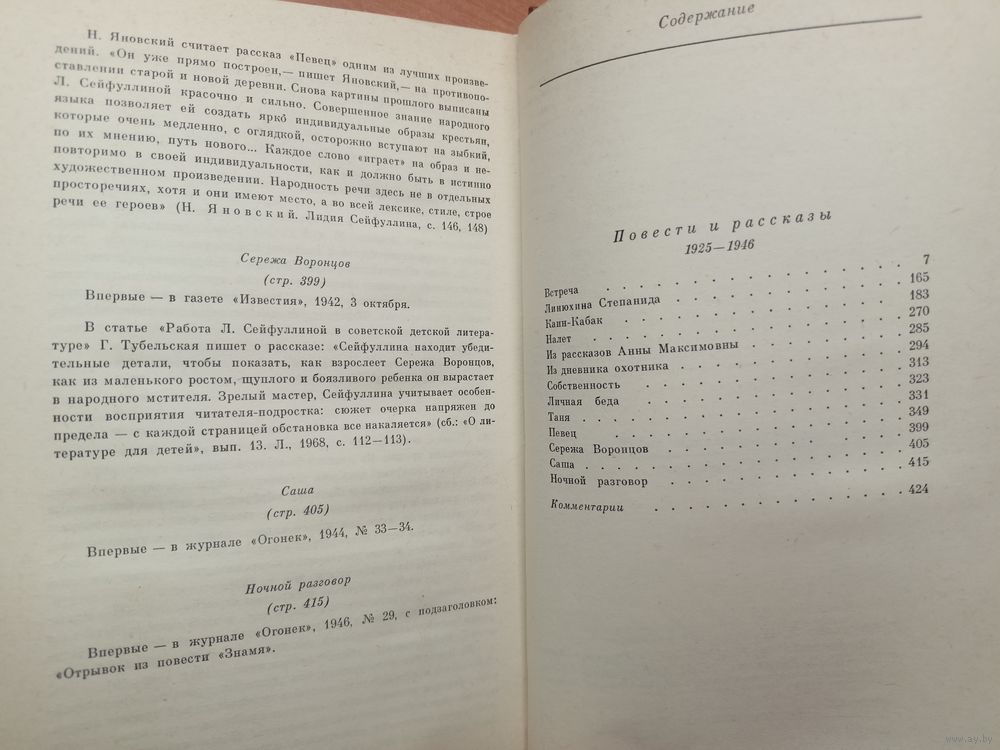 Н. Яновский считает рассказ «Певец» одним из лучших произве-
дений. «Он уже прямо построен,— пишет Яновский,— на противопо-
ставлении старой и новой деревни. Снова картины прошлого выписаны
Л. Сейфуллиной красочно и сильно. Совершенное знание народного
языка позволяет ей создать ярко индивидуальные образы крестьян,
которые очень медленно, с оглядкой, осторожно вступают на зыбкий,
по их мнению, путь нового... Каждое слово «играет» на образ и не-
повторимо в своей индивидуальности, как и должно быть в истинно
художественном произведении. Народность речи здесь не в отдельных
просторечиях, хотя и они имеют место, а во всей лексике, стиле, строе
речи ее героев» (Н. Яновский. Лидия Сейфуллина, с. 146, 148)
Сережа Воронцов
(стр. 399)
Впервые — в газете «Известия», 1942, 3 октября.
В статье «Работа Л. Сейфуллиной в советской детской литера-
туре» Г. Тубельская пишет о рассказе: «Сейфуллина находит убеди-
тельные детали, чтобы показать, как взрослеет Сережа Воронцов,
как из маленького ростом, щуплого и боязливого ребенка он вырастает
в народного мстителя. Зрелый мастер, Сейфуллина учитывает особен-
ности восприятия читателя-подростка: сюжет очерка напряжен до
предела — с каждой страницей обстановка все накаляется» (сб.: «О ли-
тературе для детей», вып. 13. Л., 1968, с. 112—113).
Саша
(стр. 405)
Впервые — в журнале «Огонек», 1944, № 33—34.
Ночной разговор
(стр. 415)
Впервые — в журнале «Огонек», 1946, № 29, с подзаголовком:
«Отрывок из повести «Знамя».
Содержание
Повести и рассказы
1925—1946
Встреча . . . . . . . . . . . . . . 7
Линюхина Степанида . . . . . . . . . . 165
Каин-Кабак . . . . . . . . . . . . . 183
Налет . . . . . . . . . . . . . . 270
Из рассказов Анны Максимовны . . . . . . . 285
Из дневника охотника . . . . . . . . . . 294
Собственность . . . . . . . . . . . . 313
Личная беда . . . . . . . . . . . . 323
Таня . . . . . . . . . . . . . . 331
Певец . . . . . . . . . . . . . . 349
Сережа Воронцов . . . . . . . . . . . 399
Саша . . . . . . . . . . . . . . 405
Ночной разговор . . . . . . . . . . . 415
Комментарии . . . . . . . . . . . . 424
www.ay.by